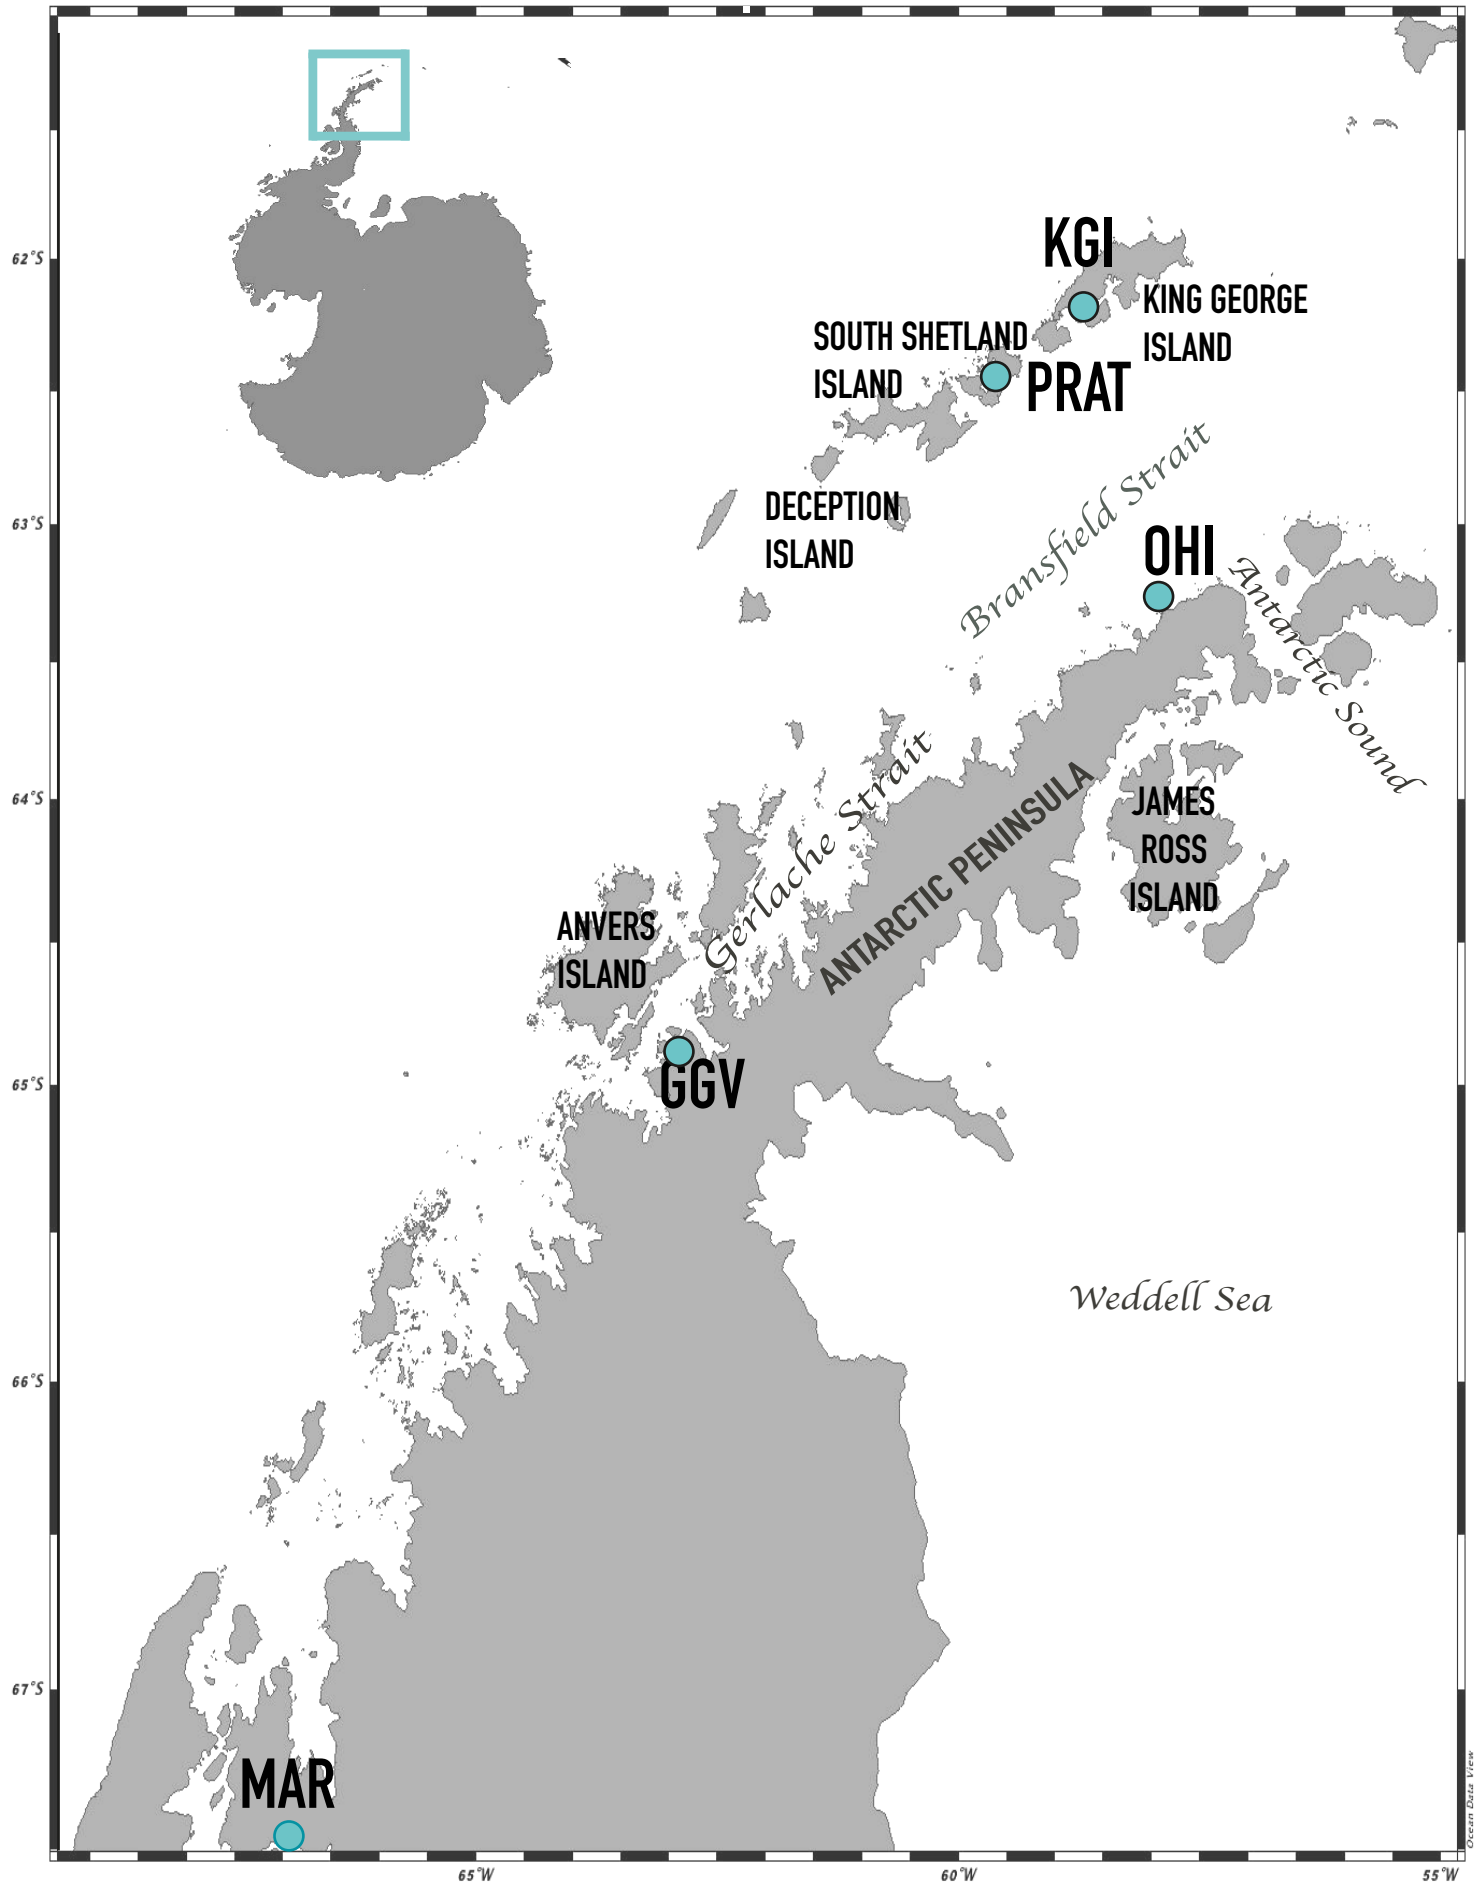 62°S
KGI
KING GEORGE
ISLAND
SOUTH SHETLAND
ISLAND
PRAT
Bransfield Strait
DECEPTION
ISLAND
63°S
OHI
Antarctic Sound
Gerlache Strait
64°S
ANTARCTIC PENINSULA
JAMES
ROSS
ISLAND
ANVERS
ISLAND
65°S
GGV
Weddell Sea
66°S
67°S
MAR
Ocean Data View
65°W
60°W
55°W